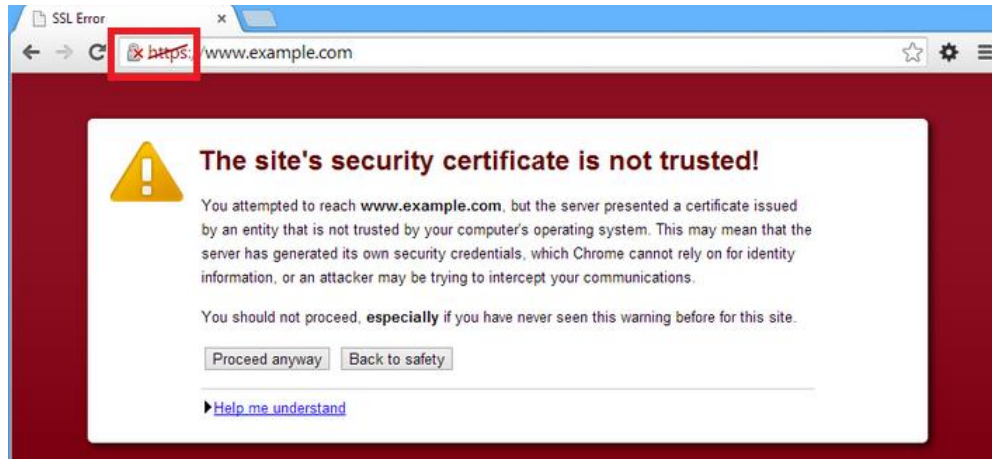 SSL Error
https://www.example.com
The site's security certificate is not trusted!
You attempted to reach www.example.com, but the server presented a certificate issued
by an entity that is not trusted by your computer's operating system. This may mean that the
server has generated its own security credentials, which Chrome cannot rely on for identity
information, or an attacker may be trying to intercept your communications.
You should not proceed, especially if you have never seen this warning before for this site.
Proceed anyway Back to safety
Help me understand